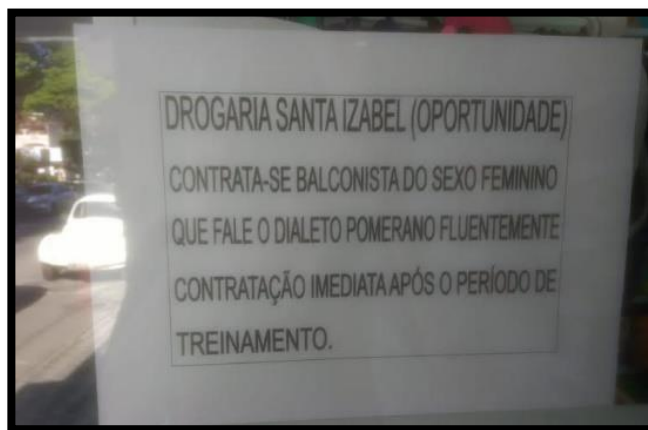 DROGARIA SANTA IZABEL (OPORTUNIDADE)
CONTRATA-SE BALCONISTA DO SEXO FEMININO
QUE FALE O DIALETO POMERANO FLUENTEMENTE
CONTRATAÇÃO IMEDIATA APÓS O PERÍODO DE
TREINAMENTO.